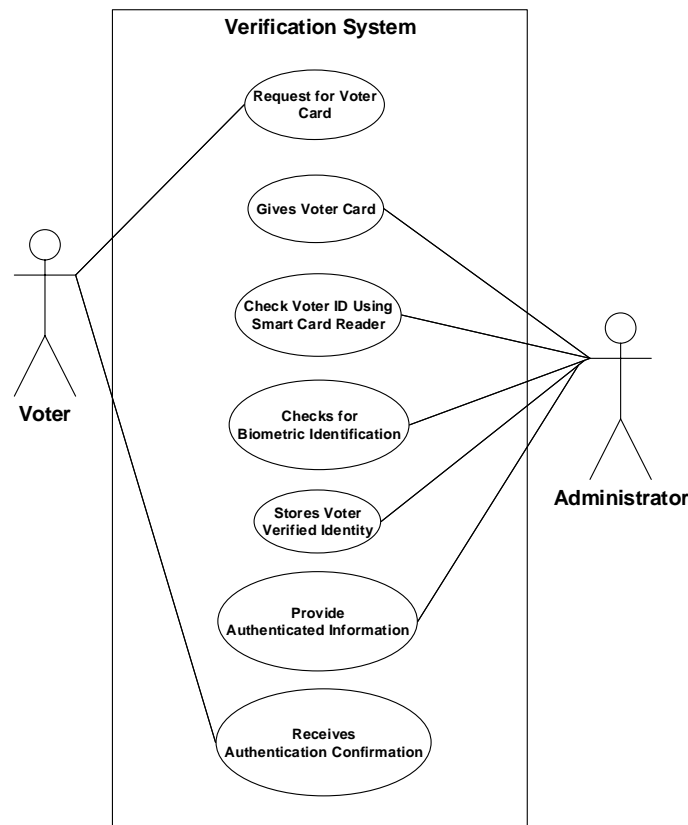 Verification System
Request for Voter
Card
Gives Voter Card
Check Voter ID Using
Smart Card Reader
Voter
Checks for
Biometric Identification
Administrator
Stores Voter
Verified Identity
Provide
Authenticated Information
Receives
Authentication Confirmation